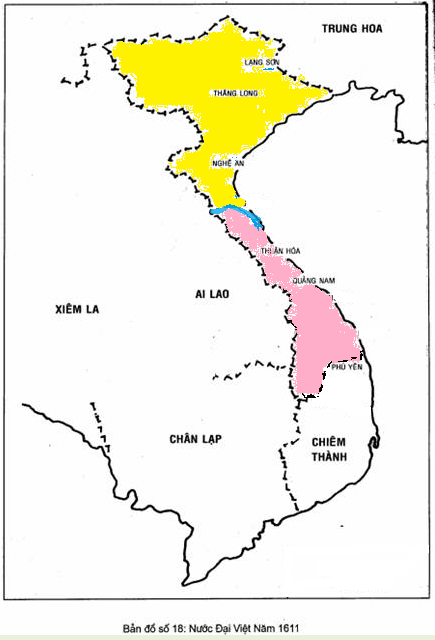 TRUNG HOA
LẠNG SƠN
THĂNG LONG
NGHỆ AN
THUẬN HÓA
QUẢNG NAM
AI LAO
XIÊM LA
PHÚ YÊN
CHÂN LẠP
CHIÊM
THÀNH
Bản đồ số 18: Nước Đại Việt Năm 1611